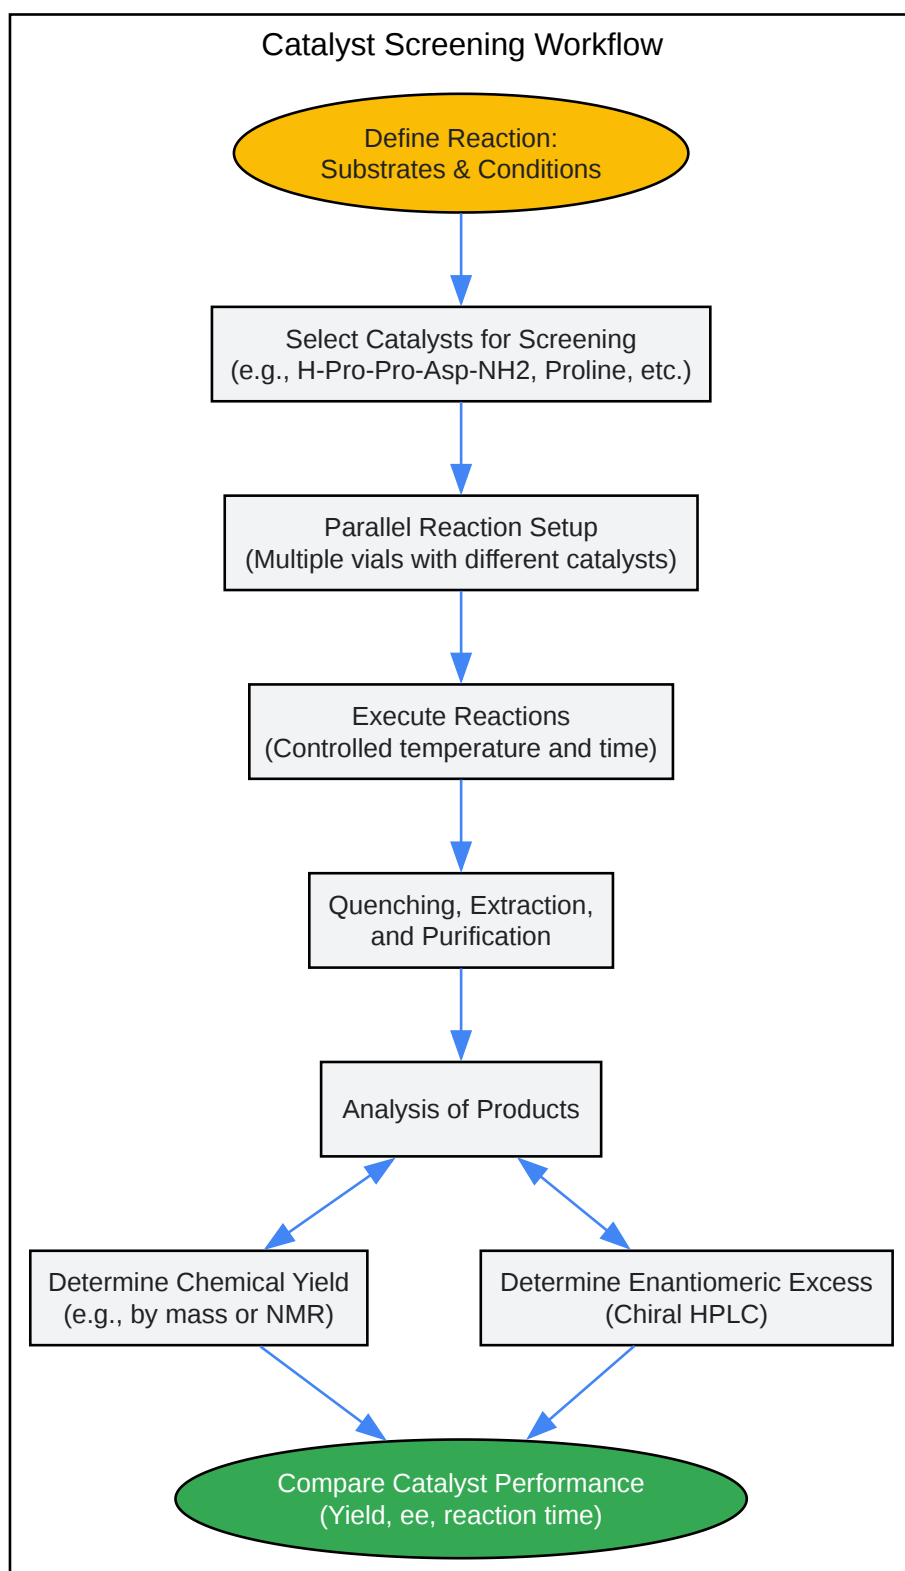 Catalyst Screening Workflow
Define Reaction:
Substrates & Conditions
Select Catalysts for Screening
(e.g., H-Pro-Pro-Asp-NH2, Proline, etc.)
Parallel Reaction Setup
(Multiple vials with different catalysts)
Execute Reactions
(Controlled temperature and time)
Quenching, Extraction,
and Purification
Analysis of Products
Determine Chemical Yield
(e.g., by mass or NMR)
Determine Enantiomeric Excess
(Chiral HPLC)
Compare Catalyst Performance
(Yield, ee, reaction time)